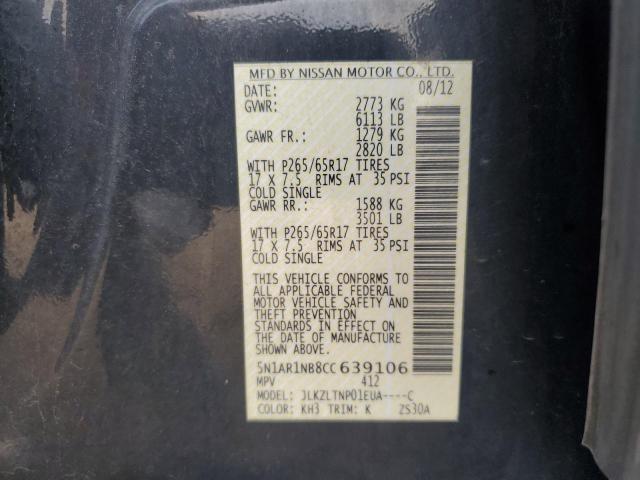 MFD BY NISSAN MOTOR CO., LTD.
DATE: 08/12
GVWR: 2773 KG
6113 LB
GAWR FR.: 1279 KG
2820 LB
WITH P265/65R17 TIRES
17 X 7.5 RIMS AT 35 PSI
COLD SINGLE
GAWR RR.: 1588 KG
3501 LB
WITH P265/65R17 TIRES
17 X 7.5 RIMS AT 35 PSI
COLD SINGLE
THIS VEHICLE CONFORMS TO
ALL APPLICABLE FEDERAL
MOTOR VEHICLE SAFETY AND
THEFT PREVENTION
STANDARDS IN EFFECT ON
THE DATE OF MANUFACTURE
SHOWN ABOVE.
5N1AR1NB8CC639106
MPV 412
MODEL: JLKZLTNP01EUA----C
COLOR: KH3 TRIM: K ZS30A